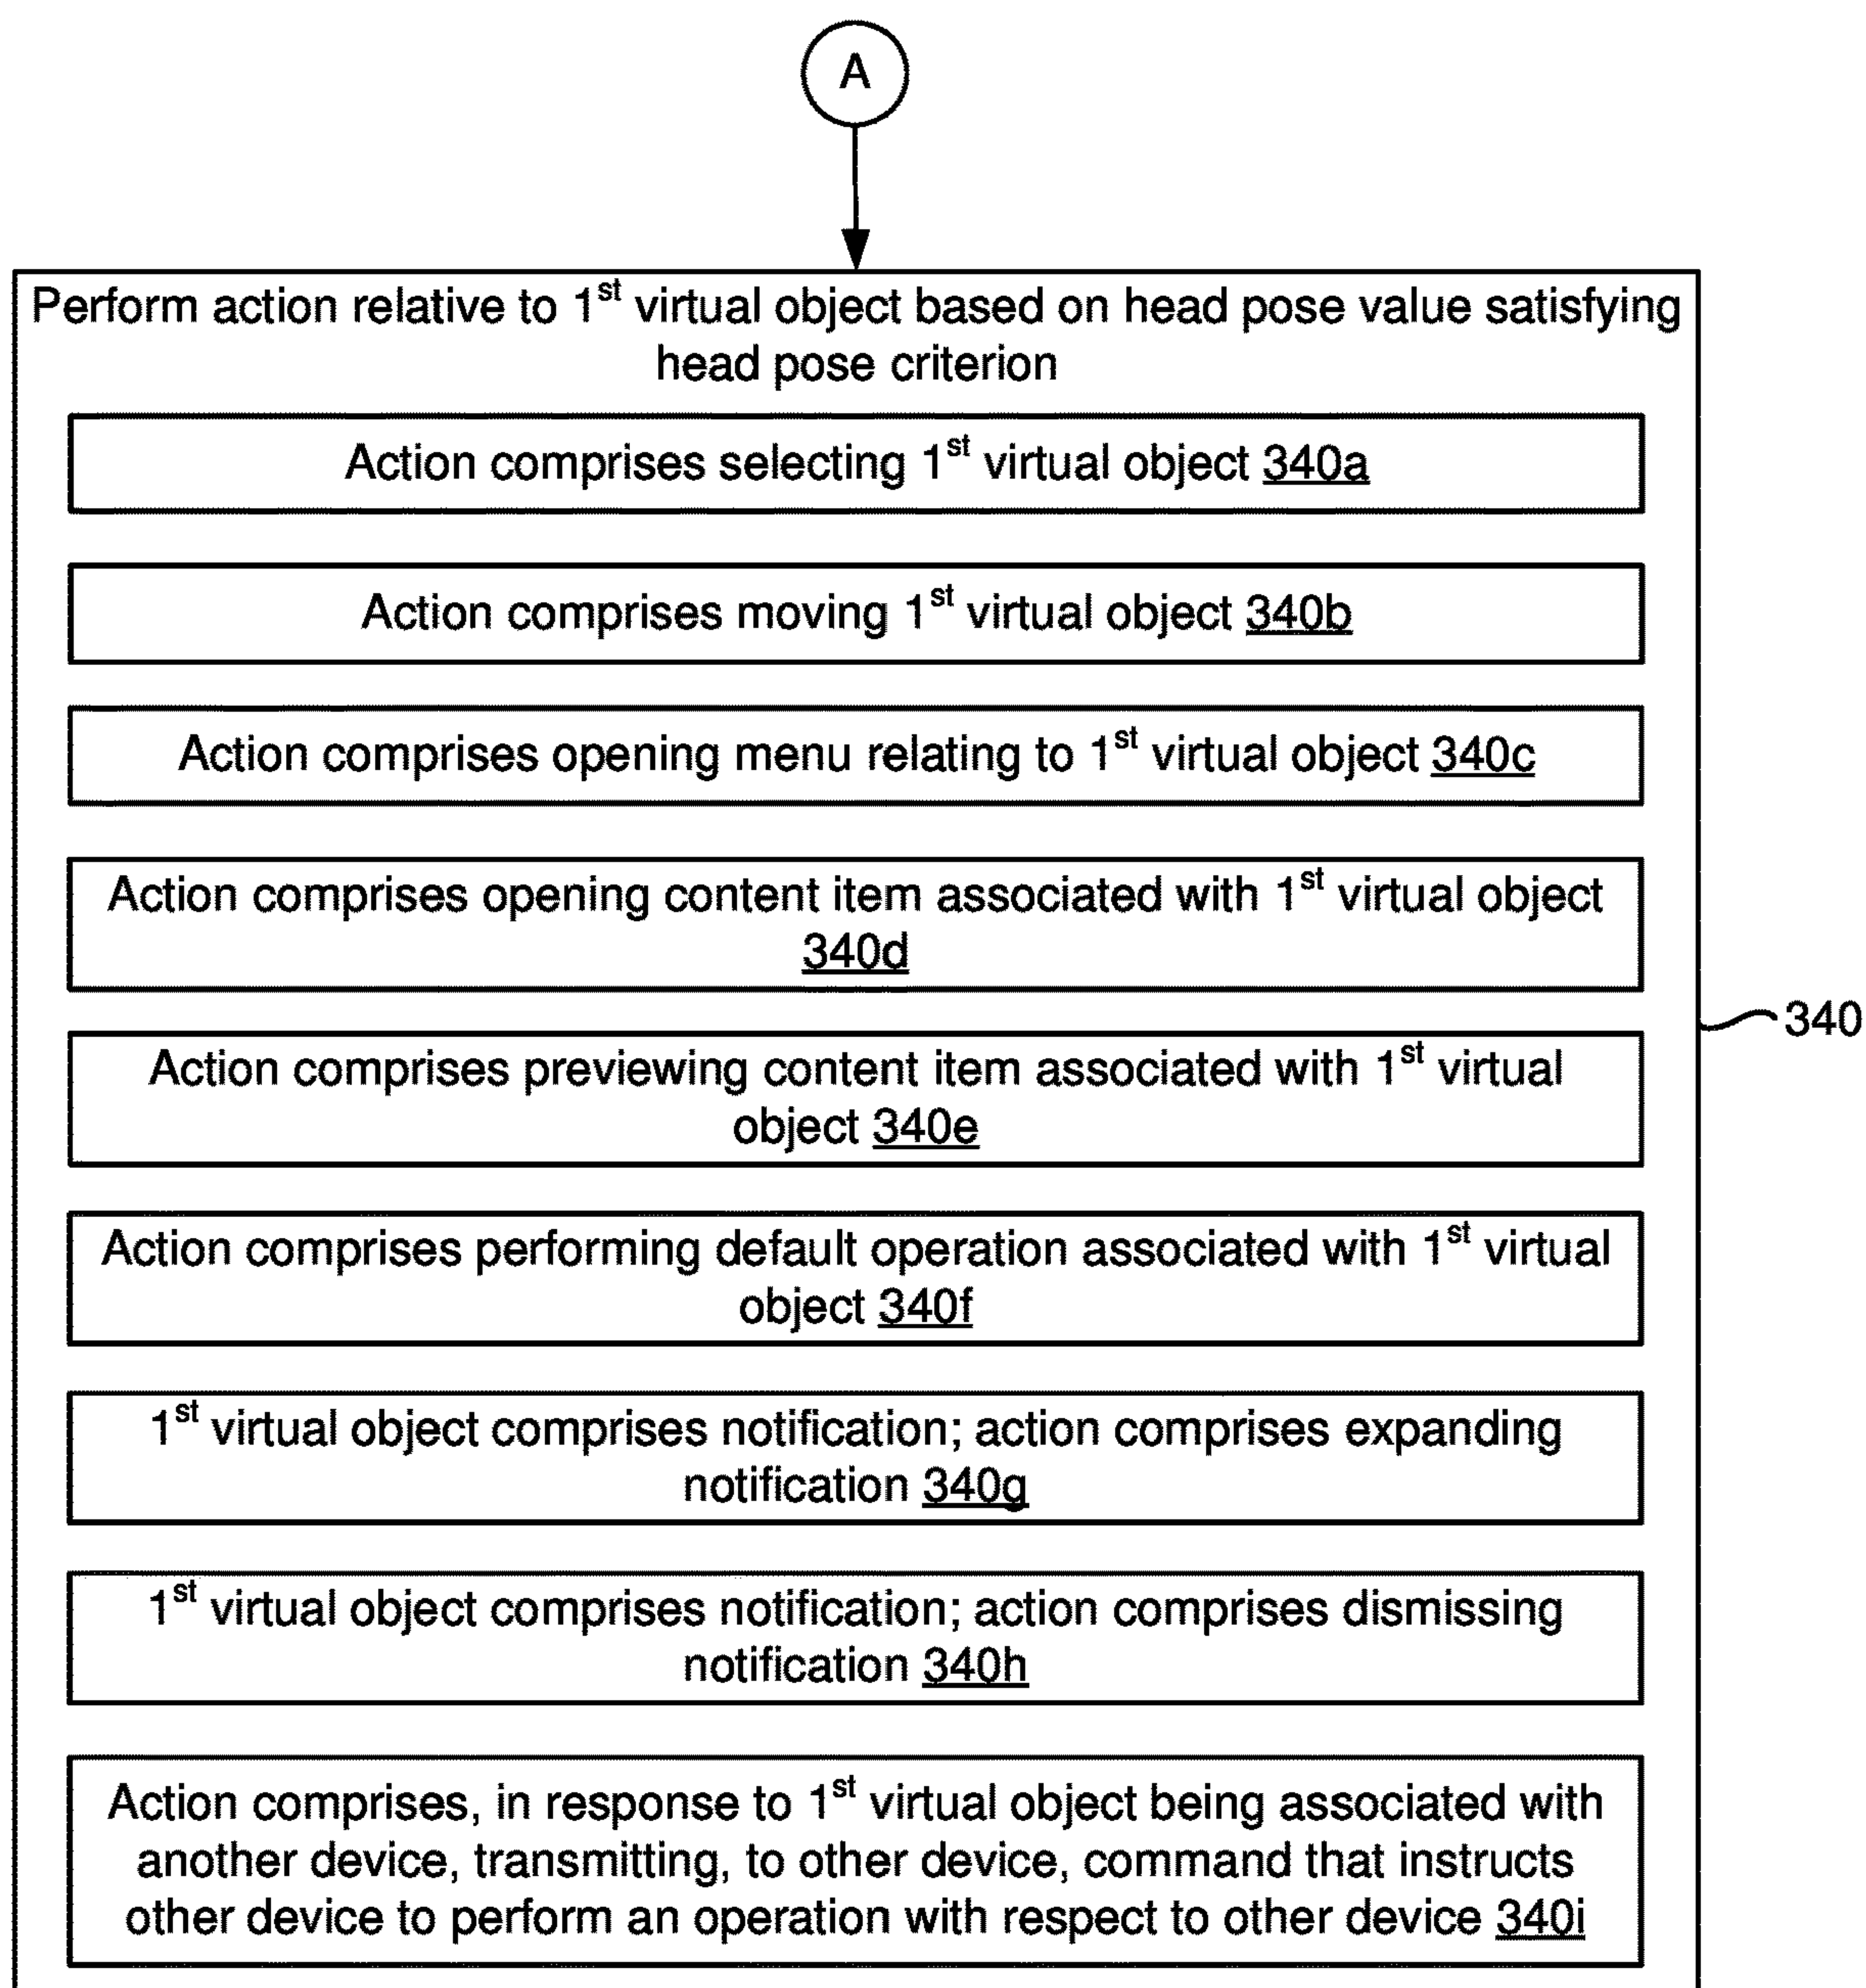 A
Perform action relative to 1st virtual object based on head pose value satisfying
head pose criterion
Action comprises selecting 1st virtual object 340a
Action comprises moving 1st virtual object 340b
Action comprises opening menu relating to 1st virtual object 340c
Action comprises opening content item associated with 1st virtual object
340d
Action comprises previewing content item associated with 1st virtual
object 340e
Action comprises performing default operation associated with 1st virtual
object 340f
1st virtual object comprises notification; action comprises expanding
notification 340g
1st virtual object comprises notification; action comprises dismissing
notification 340h
Action comprises, in response to 1st virtual object being associated with
another device, transmitting, to other device, command that instructs
other device to perform an operation with respect to other device 340i
340